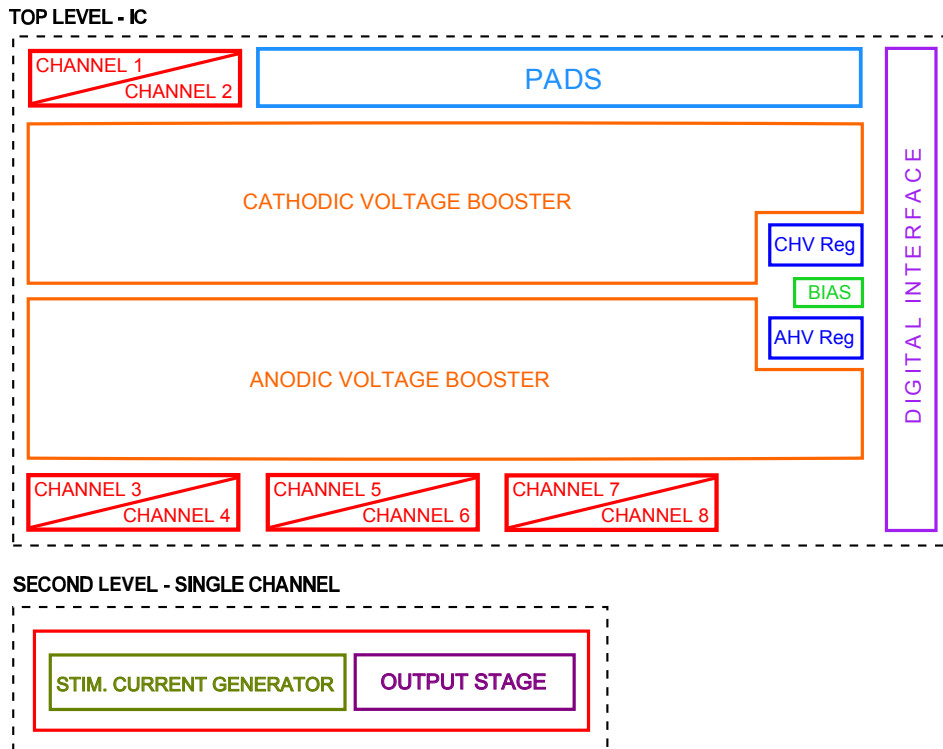 TOP LEVEL - IC
CHANNEL 1
CHANNEL 2
PADS
CATHODIC VOLTAGE BOOSTER
CHV Reg
BIAS
AHV Reg
ANODIC VOLTAGE BOOSTER
DIGITAL INTERFACE
CHANNEL 3
CHANNEL 4
CHANNEL 5
CHANNEL 6
CHANNEL 7
CHANNEL 8
SECOND LEVEL - SINGLE CHANNEL
STIM. CURRENT GENERATOR
OUTPUT STAGE